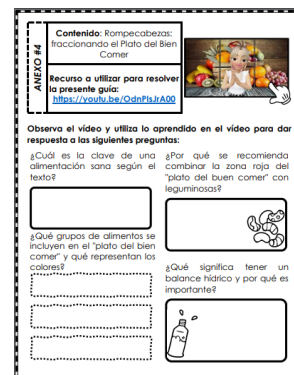 ANEXO #4
Contenido: Rompecabezas:
fraccionando el Plato del Bien
Comer
Recurso a utilizar para resolver
la presente guía:
https://youtu.be/OdnPlsJrA00
Observa el vídeo y utiliza lo aprendido en el vídeo para dar
respuesta a las siguientes preguntas:
¿Cuál es la clave de una
alimentación sana según el
texto?
¿Qué grupos de alimentos se
incluyen en el "plato del bien
comer" y qué representan los
colores?
¿Por qué se recomienda
combinar la zona roja del
"plato del buen comer" con
leguminosas?
¿Qué significa tener un
balance hídrico y por qué es
importante?